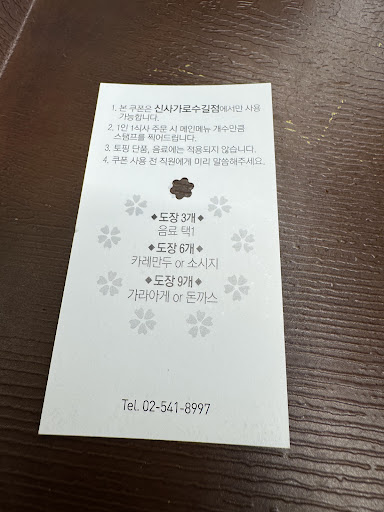 1. 본 쿠폰은 신사가로수길점에서만 사용
가능합니다.
2. 1인 1식사 주문 시 메인메뉴 개수만큼
스탬프를 찍어드립니다.
3. 토핑 단품, 음료에는 적용되지 않습니다.
4. 쿠폰 사용 전 직원에게 미리 말씀해주세요.
◆도장 3개◆
음료 택1
◆도장 6개◆
카레만두 or 소시지
◆도장 9개◆
가라아게 or 돈까스
Tel. 02-541-8997